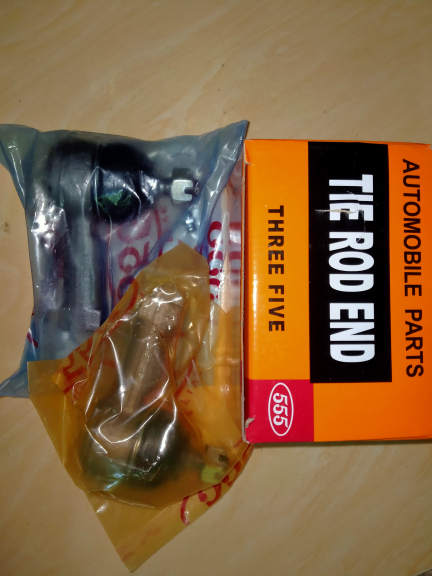 AUTOMOBILE PARTS
TIE ROD END
THREE FIVE
555